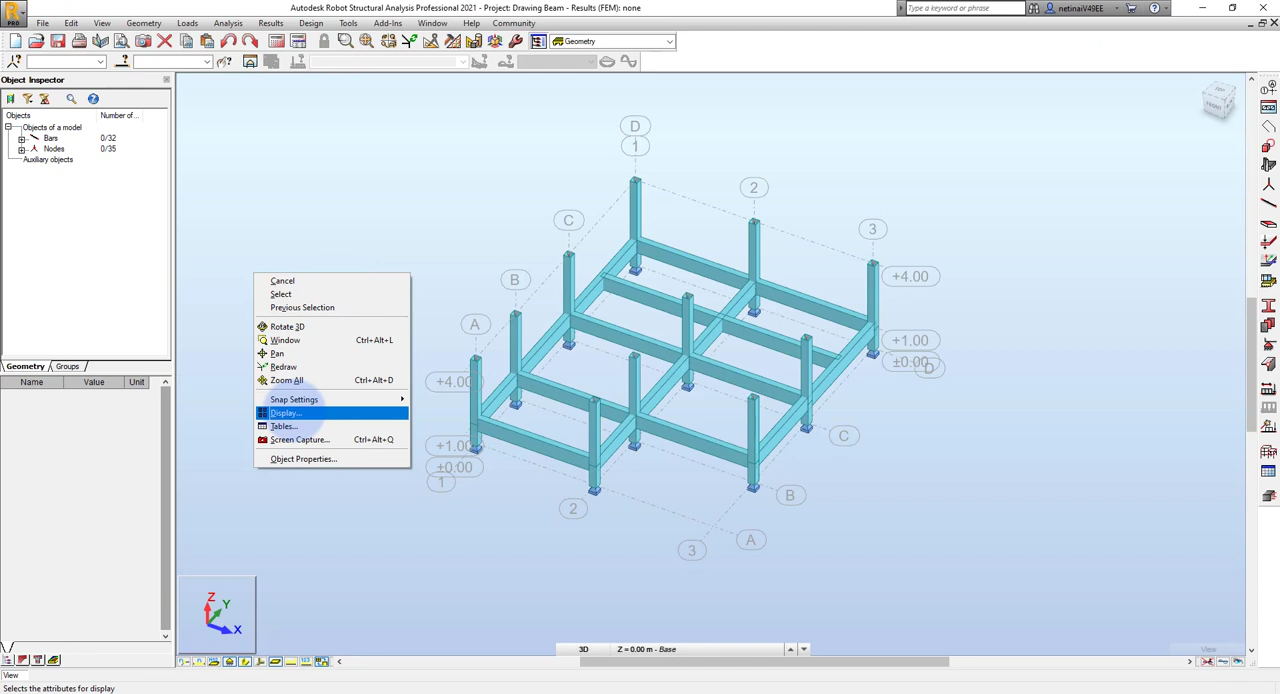 Autodesk Robot Structural Analysis Professional 2021 - Project: Drawing Beam - Results (FEM): none
Type a keyword or phrase
netinaiV49EE
PRO
File Edit View Geometry Loads Analysis Results Design Tools Add-Ins Window Help Community
Geometry
Object Inspector
Objects Number of...
Objects of a model
Bars 0/32
Nodes 0/35
Auxiliary objects
Geometry Groups
Name Value Unit
Cancel
Select
Previous Selection
Rotate 3D
Window Ctrl+Alt+L
Pan
Redraw
Zoom All Ctrl+Alt+D
Snap Settings
Display...
Tables...
Screen Capture... Ctrl+Alt+Q
Object Properties...
TOP
FRONT
D
1
2
C
3
B
+4.00
A
+1.00
±0.00
D
+4.00
C
+1.00
±0.00
1
B
2
A
3
Z
Y
X
3D Z = 0.00 m - Base
View
View
Selects the attributes for display